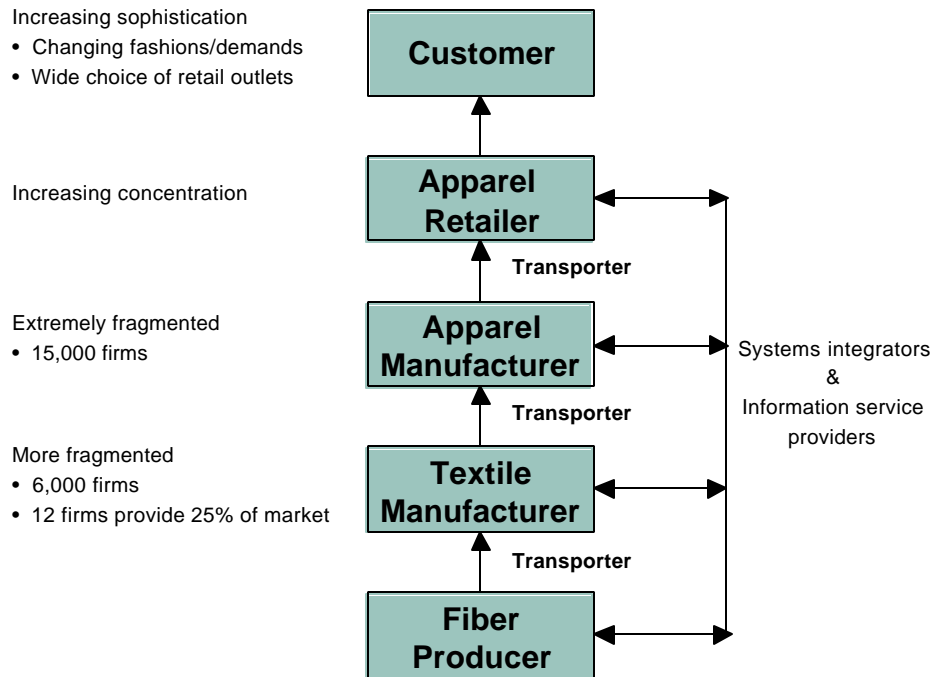 Increasing sophistication
• Changing fashions/demands
• Wide choice of retail outlets
Customer
Increasing concentration
Apparel
Retailer
Transporter
Extremely fragmented
• 15,000 firms
Apparel
Manufacturer
Systems integrators
&
Information service
providers
Transporter
More fragmented
• 6,000 firms
• 12 firms provide 25% of market
Textile
Manufacturer
Transporter
Fiber
Producer